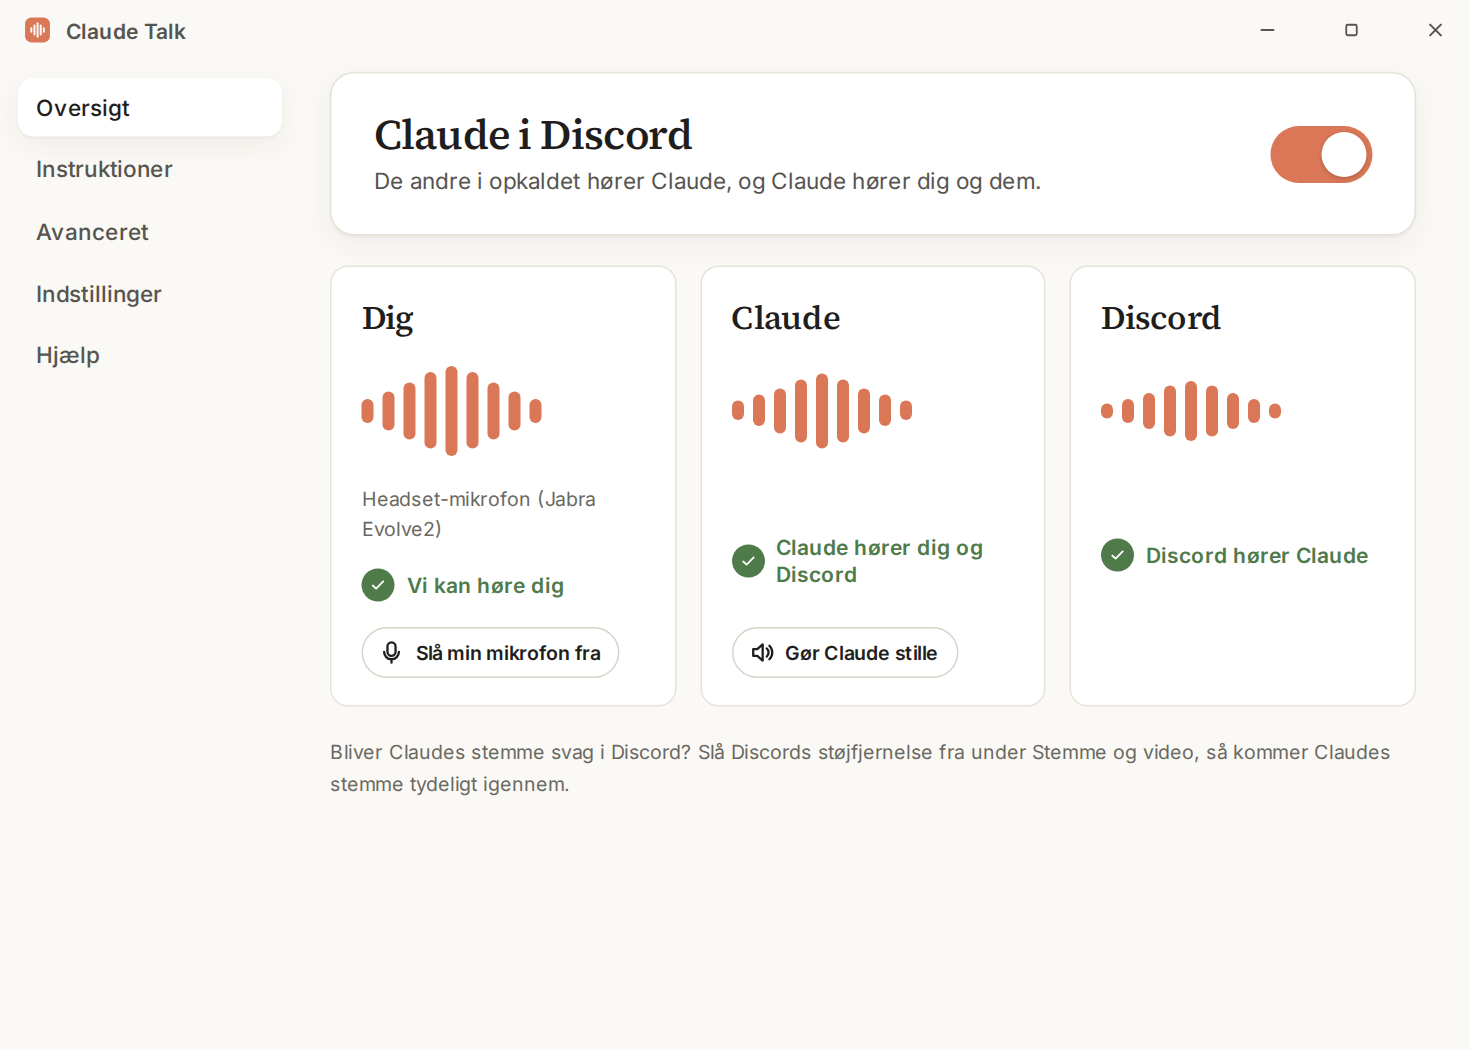 Claude Talk
Oversigt
Instruktioner
Avanceret
Indstillinger
Hjælp
Claude i Discord
De andre i opkaldet hører Claude, og Claude hører dig og dem.
Dig
Headset-mikrofon (Jabra
Evolve2)
Vi kan høre dig
Slå min mikrofon fra
Claude
Claude hører dig og
Discord
Gør Claude stille
Discord
Discord hører Claude
Bliver Claudes stemme svag i Discord? Slå Discords støjfjernelse fra under Stemme og video, så kommer Claudes
stemme tydeligt igennem.